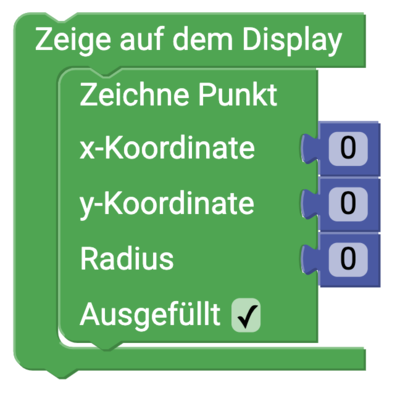 Zeige auf dem Display
Zeichne Punkt
x-Koordinate 0
y-Koordinate 0
Radius 0
Ausgefüllt ✓